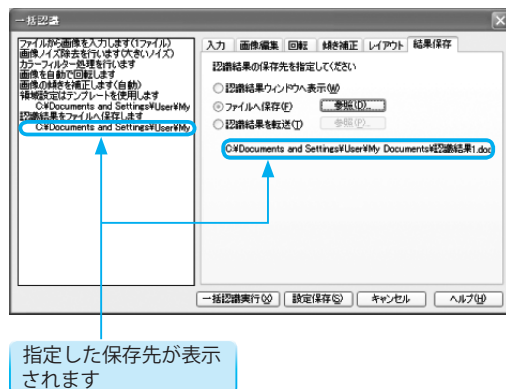 一括認識
ファイルから画像を入力します(1ファイル)
画像ノイズ除去を行います(大きいノイズ)
カラーフィルター処理を行います
画像を自動で回転します
画像の傾きを補正します(自動)
領域設定はテンプレートを使用します
C:¥Documents and Settings¥User¥My
認識結果をファイルへ保存します
C:¥Documents and Settings¥User¥My
入力 画像編集 回転 傾き補正 レイアウト 結果保存
認識結果の保存先を指定してください
認識結果ウィンドウへ表示(W)
ファイルへ保存(F) 参照(D)...
認識結果を転送(T) 参照(P)...
C:¥Documents and Settings¥User¥My Documents¥認識結果1.doc
一括認識実行(X) 設定保存(S) キャンセル ヘルプ(H)
指定した保存先が表示
されます